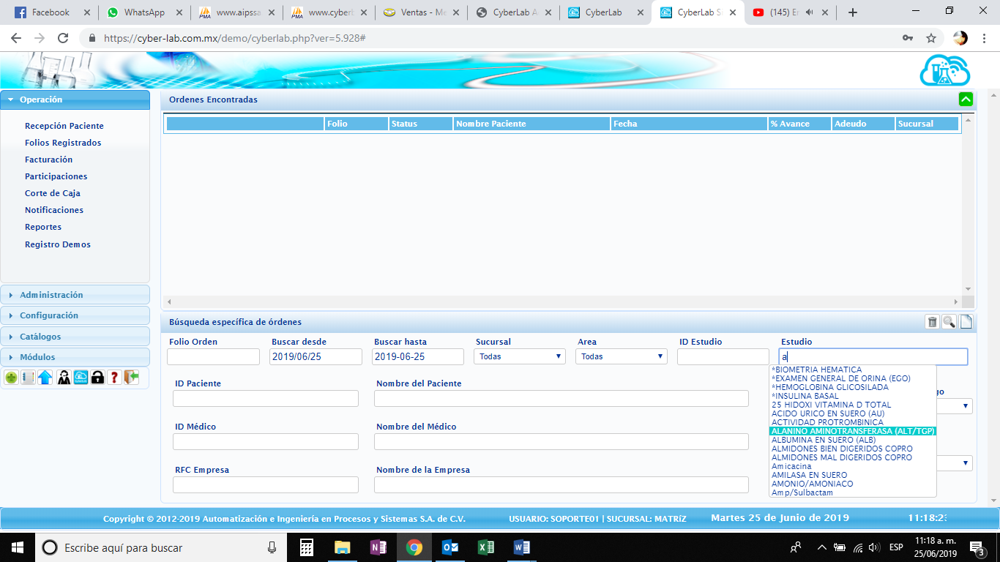 Facebook
WhatsApp
www.aipssa
www.cyberl
Ventas - Me
CyberLab A
CyberLab
CyberLab S
(145) E
https://cyber-lab.com.mx/demo/cyberlab.php?ver=5.928#
Operación
Recepción Paciente
Folios Registrados
Facturación
Participaciones
Corte de Caja
Notificaciones
Reportes
Registro Demos
Administración
Configuración
Catálogos
Módulos
Ordenes Encontradas
Folio Status Nombre Paciente Fecha % Avance Adeudo Sucursal
Búsqueda específica de órdenes
Folio Orden Buscar desde Buscar hasta Sucursal Area ID Estudio Estudio
2019/06/25 2019-06-25 Todas Todas a
*BIOMETRIA HEMATICA
*EXAMEN GENERAL DE ORINA (EGO)
*HEMOGLOBINA GLICOSILADA
*INSULINA BASAL
25 HIDOXI VITAMINA D TOTAL
ACIDO URICO EN SUERO (AU)
ACTIVIDAD PROTROMBINICA
ALANINO AMINOTRANSFERASA (ALT/TGP)
ALBUMINA EN SUERO (ALB)
ALMIDONES BIEN DIGERIDOS COPRO
ALMIDONES MAL DIGERIDOS COPRO
Amicacina
AMILASA EN SUERO
AMONIO/AMONIACO
Amp/Sulbactam
ID Paciente Nombre del Paciente
go
ID Médico Nombre del Médico
RFC Empresa Nombre de la Empresa
Copyright © 2012-2019 Automatización e Ingeniería en Procesos y Sistemas S.A. de C.V. USUARIO: SOPORTE01 | SUCURSAL: MATRíZ Martes 25 de Junio de 2019 11:18:23
Escribe aquí para buscar
ESP
11:18 a. m.
25/06/2019
3